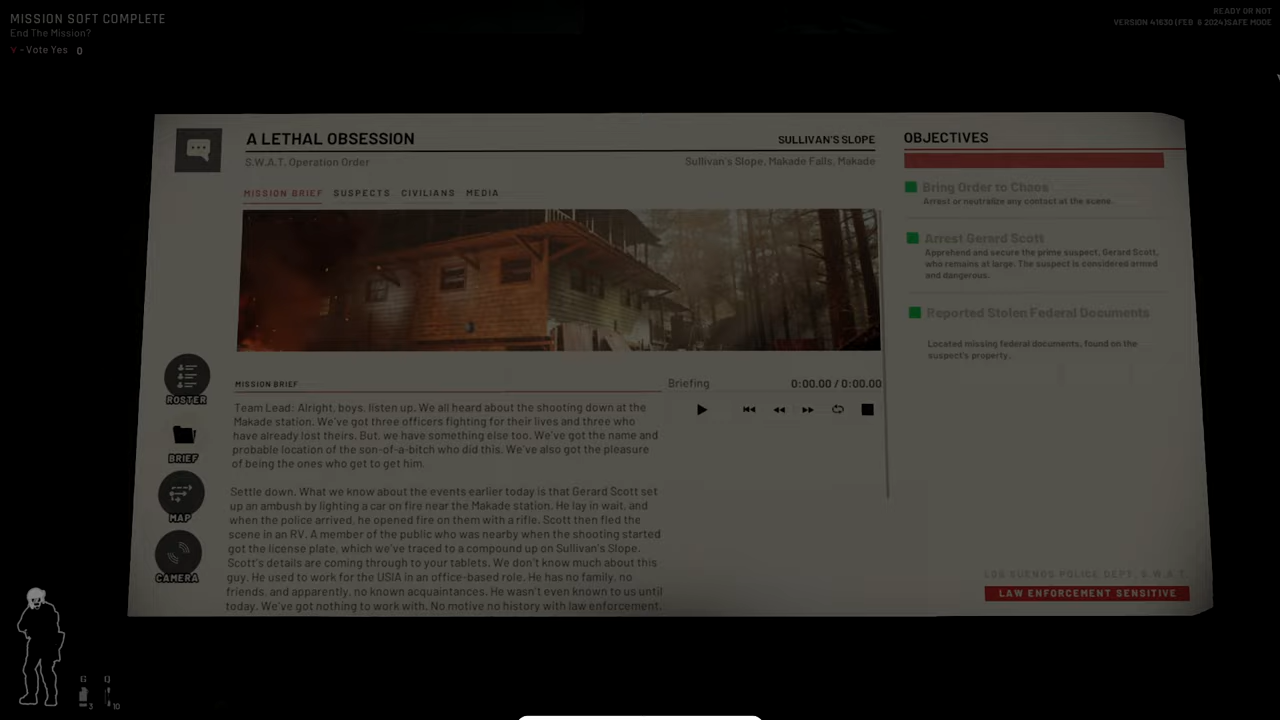 MISSION SOFT COMPLETE
End The Mission?
Y - Vote Yes 0
READY OR NOT
VERSION 41630 (FEB 6 2024)SAFE MODE
A LETHAL OBSESSION
SULLIVAN'S SLOPE
S.W.A.T. Operation Order
Sullivan's Slope, Makade Falls, Makade
MISSION BRIEF SUSPECTS CIVILIANS MEDIA
MISSION BRIEF
Team Lead: Alright, boys, listen up. We all heard about the shooting down at the
Makade station. We've got three officers fighting for their lives and three who
have already lost theirs. But, we have something else too. We've got the name and
probable location of the son-of-a-bitch who did this. We've also got the pleasure
of being the ones who get to get him.
Settle down. What we know about the events earlier today is that Gerard Scott set
up an ambush by lighting a car on fire near the Makade station. He lay in wait, and
when the police arrived, he opened fire on them with a rifle. Scott then fled the
scene in an RV. A member of the public who was nearby when the shooting started
got the license plate, which we've traced to a compound up on Sullivan's Slope.
Scott's details are coming through to your tablets. We don't know much about this
guy. He used to work for the USIA in an office-based role. He has no family, no
friends, and apparently, no known acquaintances. He wasn't even known to us until
today. We've got nothing to work with. No motive no history with law enforcement,
Briefing 0:00.00 / 0:00.00
OBJECTIVES
Bring Order to Chaos
Arrest or neutralize any contact at the scene.
Arrest Gerard Scott
Apprehend and secure the prime suspect, Gerard Scott,
who remains at large. The suspect is considered armed
and dangerous.
Reported Stolen Federal Documents
Located missing federal documents, found on the
suspect's property.
LOS SUENOS POLICE DEPT. S.W.A.T.
LAW ENFORCEMENT SENSITIVE
ROSTER
BRIEF
MAP
CAMERA
G Q
3 10